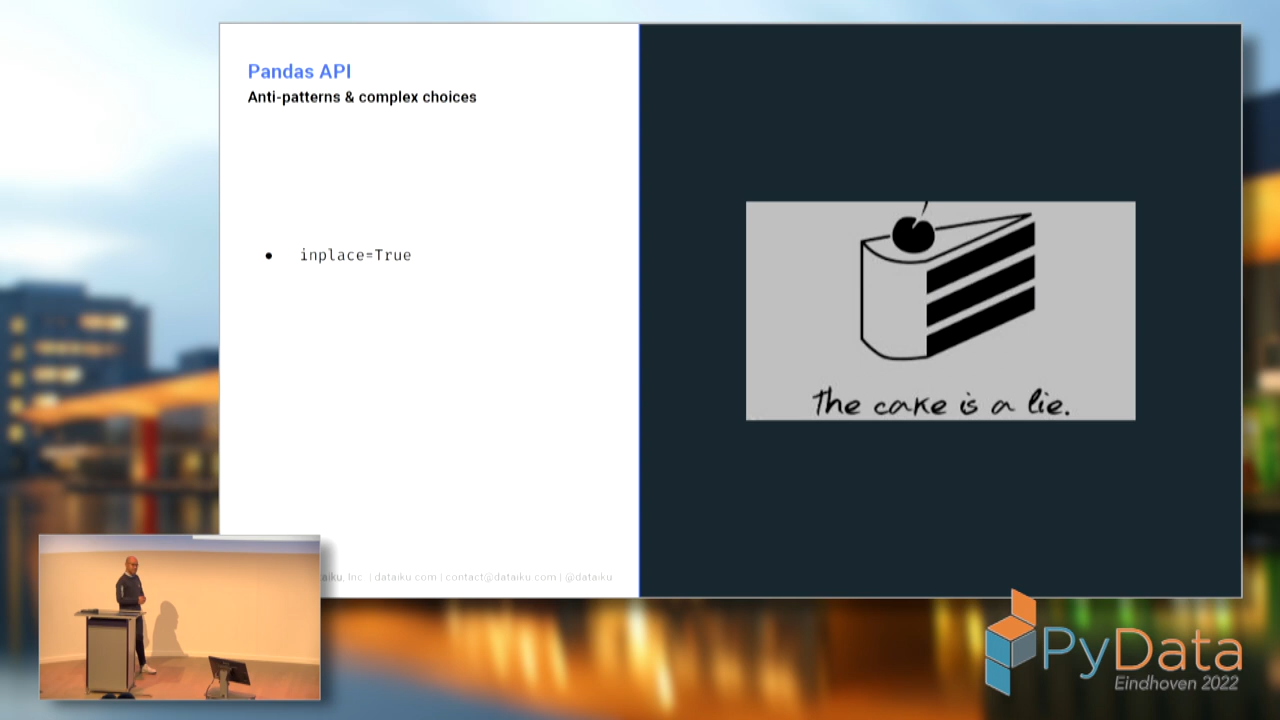 Pandas API
Anti-patterns & complex choices
inplace=True
the cake is a lie.
Inc. | dataiku.com | contact@dataiku.com | @dataiku
PyData
Eindhoven 2022